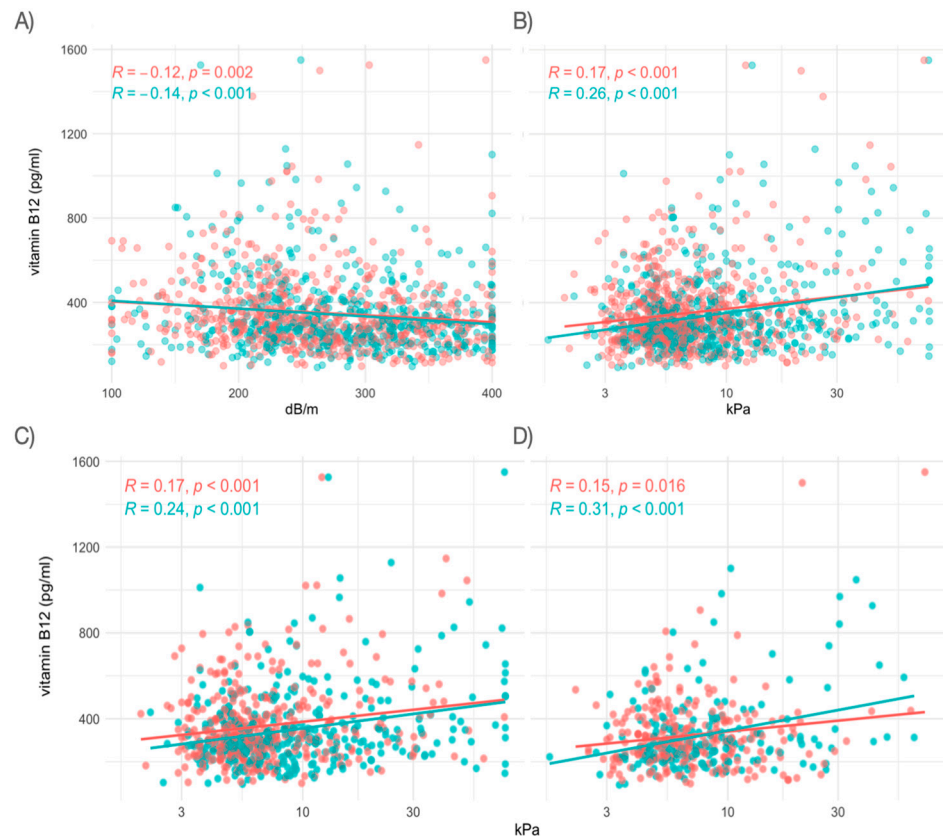 A)
B)
1600
R = −0.12, p = 0.002
R = −0.14, p < 0.001
R = 0.17, p < 0.001
R = 0.26, p < 0.001
1200
vitamin B12 (pg/ml)
800
400
100
200
300
400
3
10
30
dB/m
kPa
C)
D)
1600
R = 0.17, p < 0.001
R = 0.24, p < 0.001
R = 0.15, p = 0.016
R = 0.31, p < 0.001
1200
vitamin B12 (pg/ml)
800
400
3
10
30
3
10
30
kPa